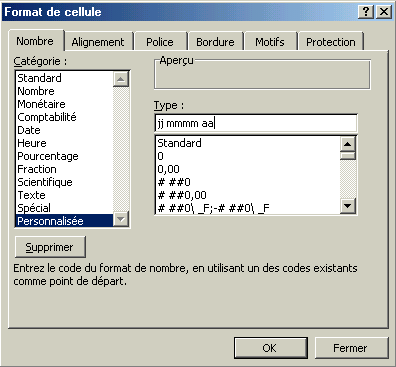 Format de cellule
Nombre Alignement Police Bordure Motifs Protection
Catégorie :
Standard
Nombre
Monétaire
Comptabilité
Date
Heure
Pourcentage
Fraction
Scientifique
Texte
Spécial
Personnalisée
Aperçu
Type :
jj mmmm aa
Standard
0
0,00
# ##0
# ##0,00
# ##0\ _F;-# ##0\ _F
Supprimer
Entrez le code du format de nombre, en utilisant un des codes existants
comme point de départ.
OK Fermer